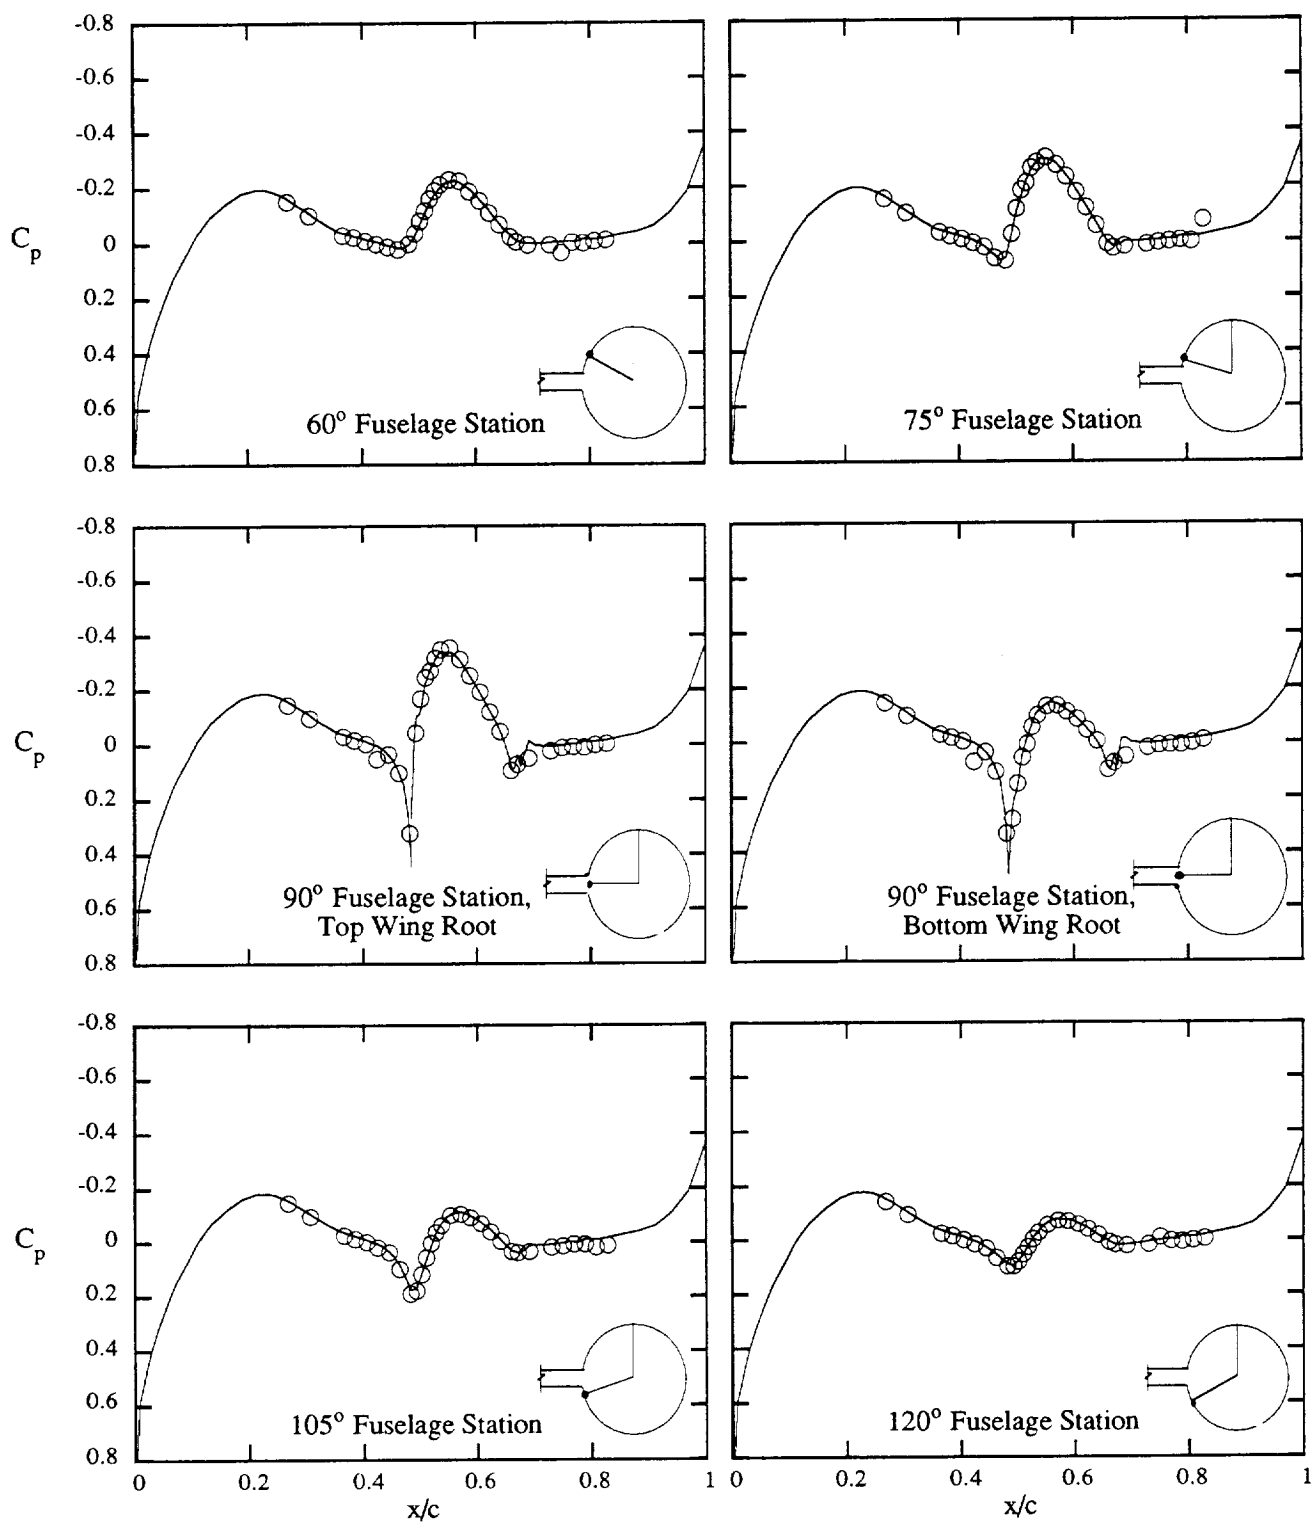 -0.8
-0.6
-0.4
-0.2
Cp
0
0.2
0.4
0.6
0.8
60° Fuselage Station
75° Fuselage Station
-0.8
-0.6
-0.4
-0.2
Cp
0
0.2
0.4
0.6
0.8
90° Fuselage Station,
Top Wing Root
90° Fuselage Station,
Bottom Wing Root
-0.8
-0.6
-0.4
-0.2
Cp
0
0.2
0.4
0.6
0.8
105° Fuselage Station
120° Fuselage Station
0 0.2 0.4 0.6 0.8 1
x/c
0 0.2 0.4 0.6 0.8 1
x/c